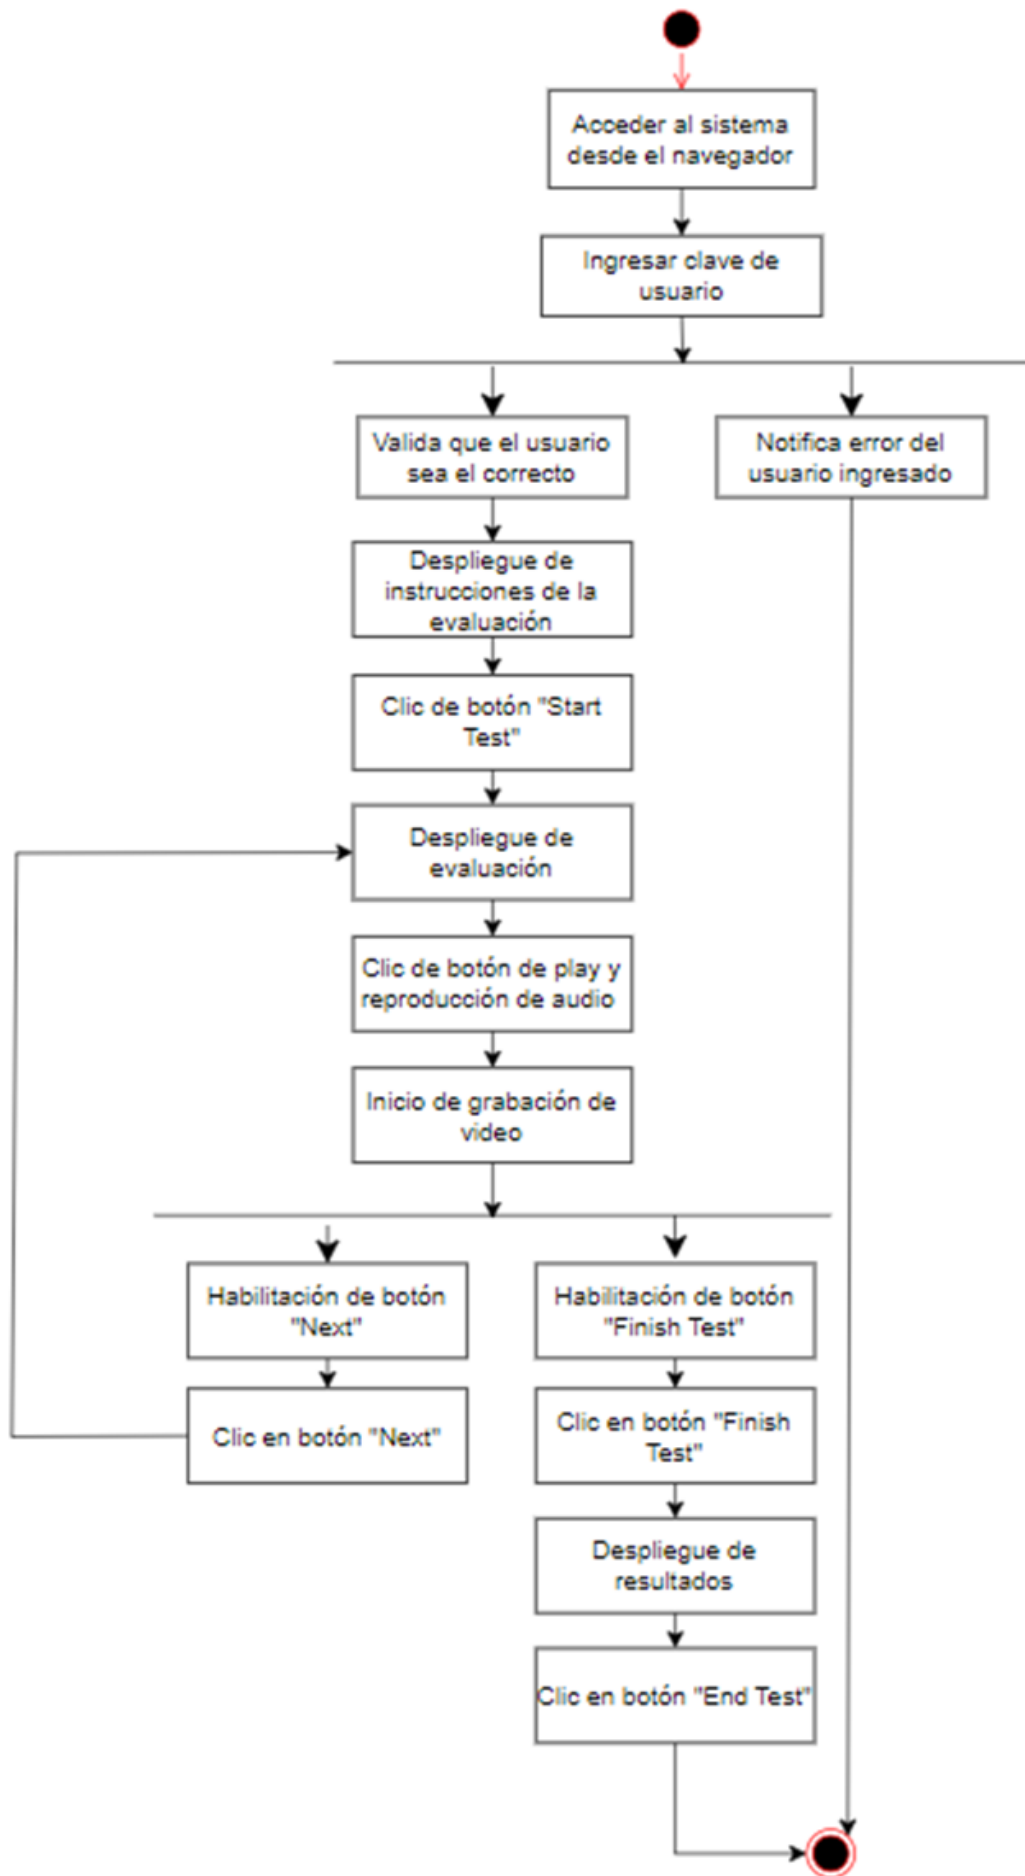 Acceder al sistema
desde el navegador
Ingresar clave de
usuario
Valida que el usuario
sea el correcto
Notifica error del
usuario ingresado
Despliegue de
instrucciones de la
evaluación
Clic de botón "Start
Test"
Despliegue de
evaluación
Clic de botón de play y
reproducción de audio
Inicio de grabación de
video
Habilitación de botón
"Next"
Clic en botón "Next"
Habilitación de botón
"Finish Test"
Clic en botón "Finish
Test"
Despliegue de
resultados
Clic en botón "End Test"